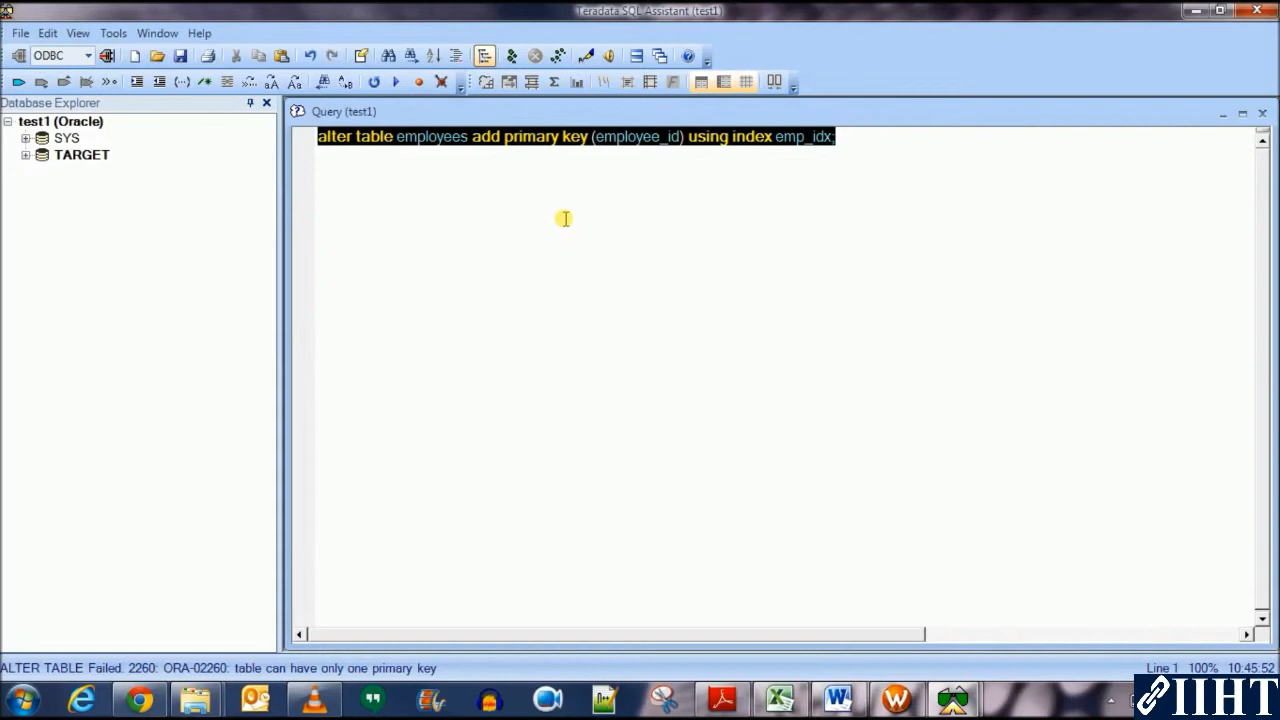 Teradata SQL Assistant (test1)
File Edit View Tools Window Help
ODBC
Database Explorer
Query (test1)
test1 (Oracle)
SYS
TARGET
alter table employees add primary key (employee_id) using index emp_idx;
ALTER TABLE Failed. 2260: ORA-02260: table can have only one primary key
Line 1 100% 10:45:52
IIHT